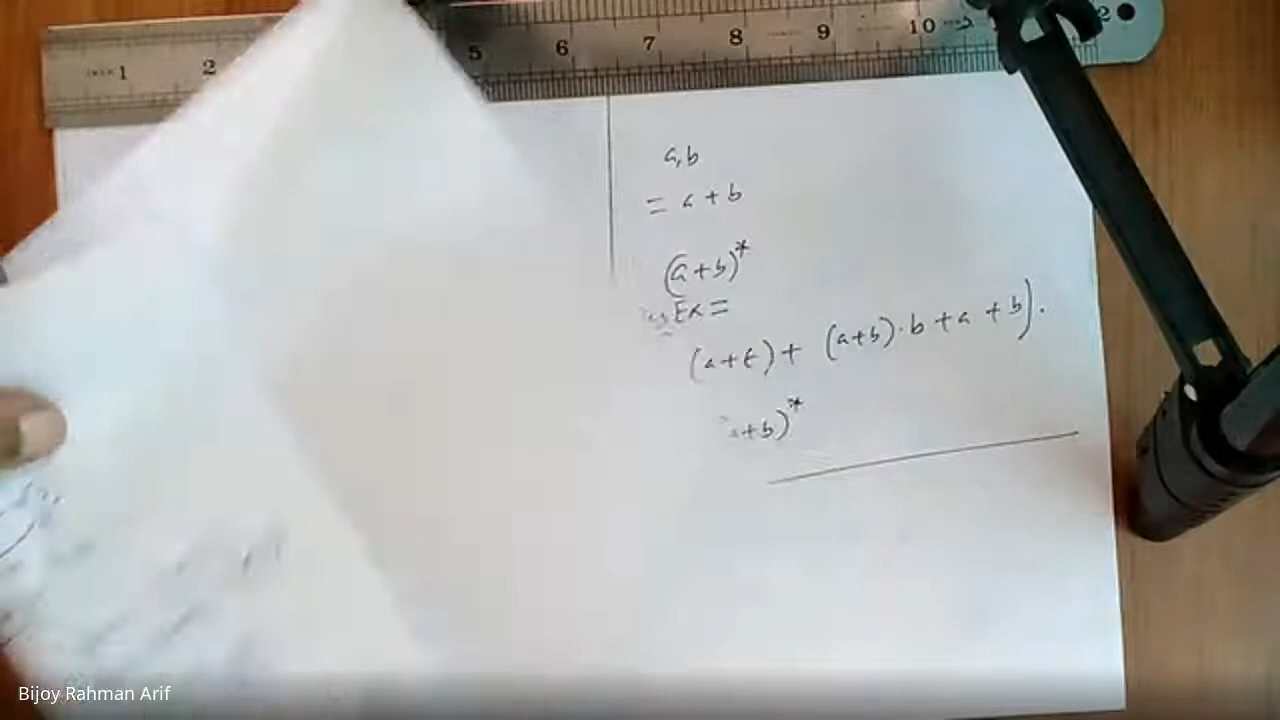 1 2 5 6 7 8 9 10
a,b
= a + b
(a+b)*
Ex =
(a+ε)+ (a+b)·b +a +b).
a+b)*
Bijoy Rahman Arif